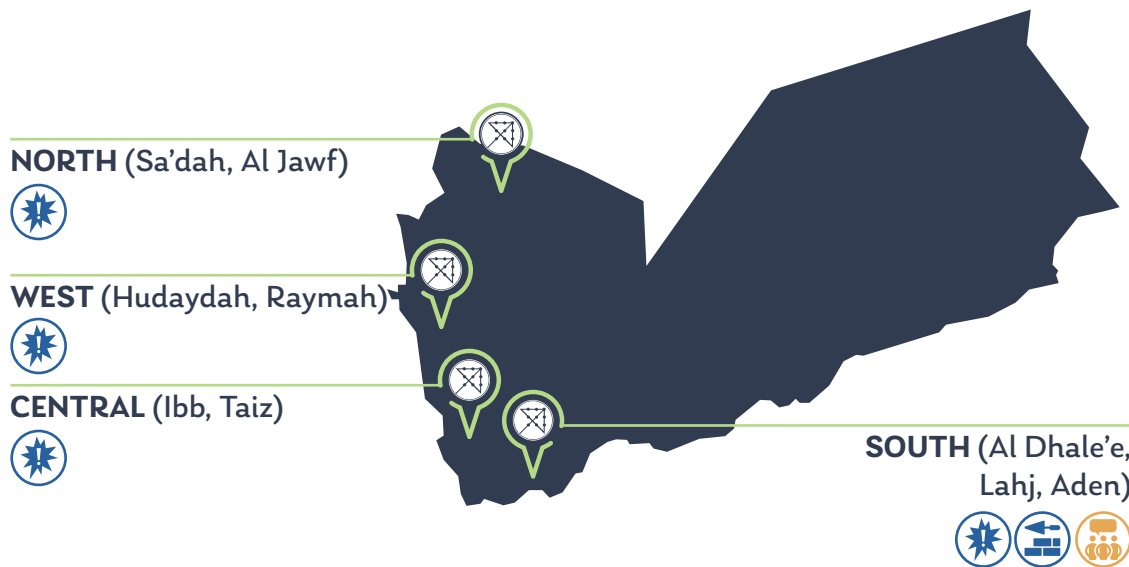 NORTH (Sa’dah, Al Jawf)
WEST (Hudaydah, Raymah)
CENTRAL (Ibb, Taiz)
SOUTH (Al Dhale’e,
Lahj, Aden)